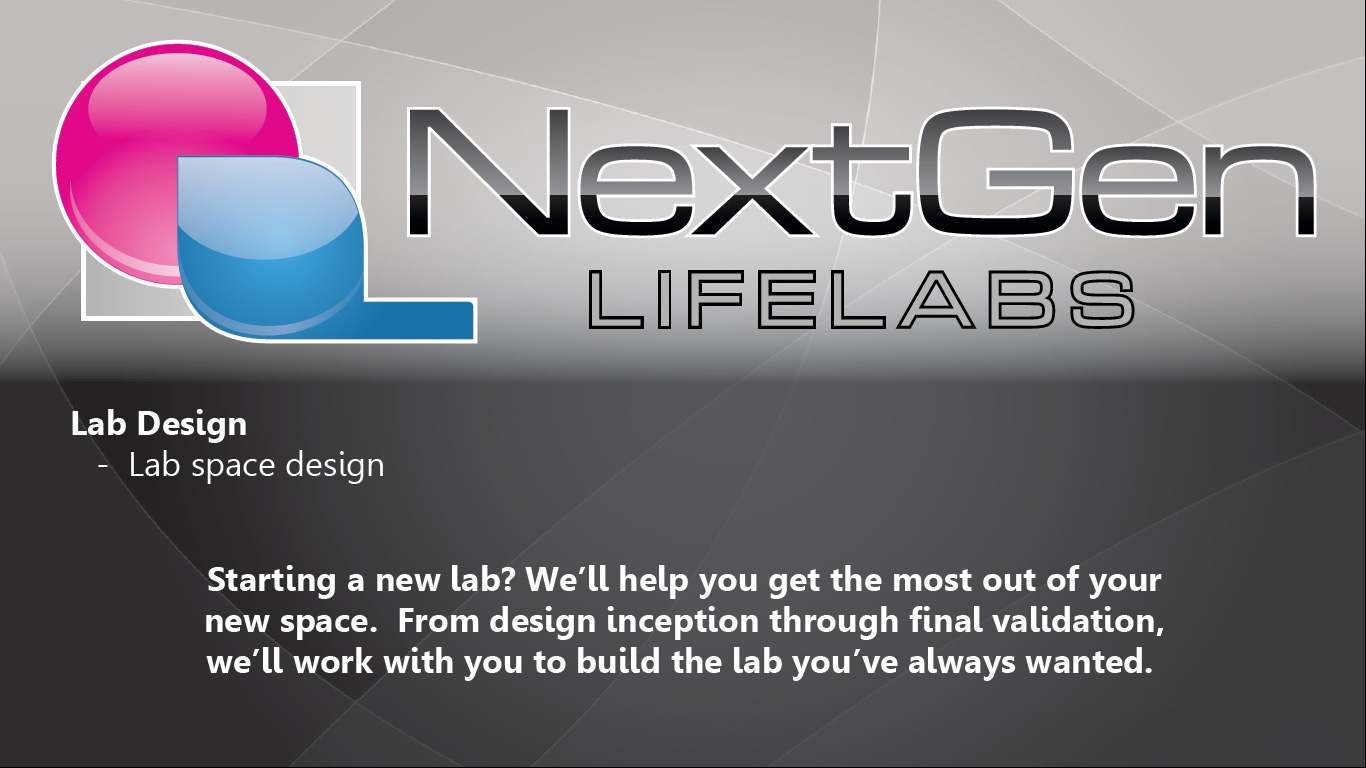 NextGen
LIFELABS
Lab Design
- Lab space design
Starting a new lab? We’ll help you get the most out of your
new space.  From design inception through final validation,
we’ll work with you to build the lab you’ve always wanted.